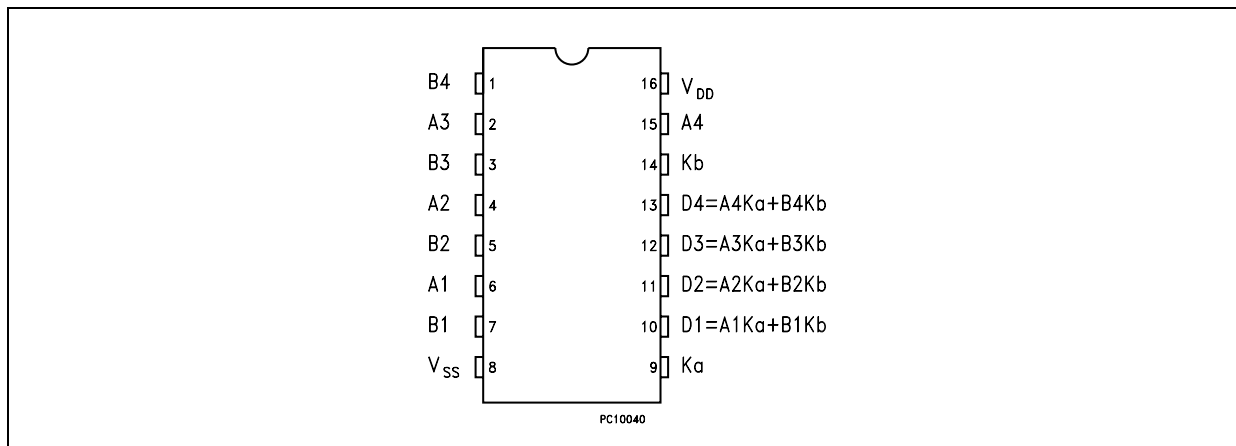 B4 1 16 VDD
A3 2 15 A4
B3 3 14 Kb
A2 4 13 D4=A4Ka+B4Kb
B2 5 12 D3=A3Ka+B3Kb
A1 6 11 D2=A2Ka+B2Kb
B1 7 10 D1=A1Ka+B1Kb
VSS 8 9 Ka
PC10040